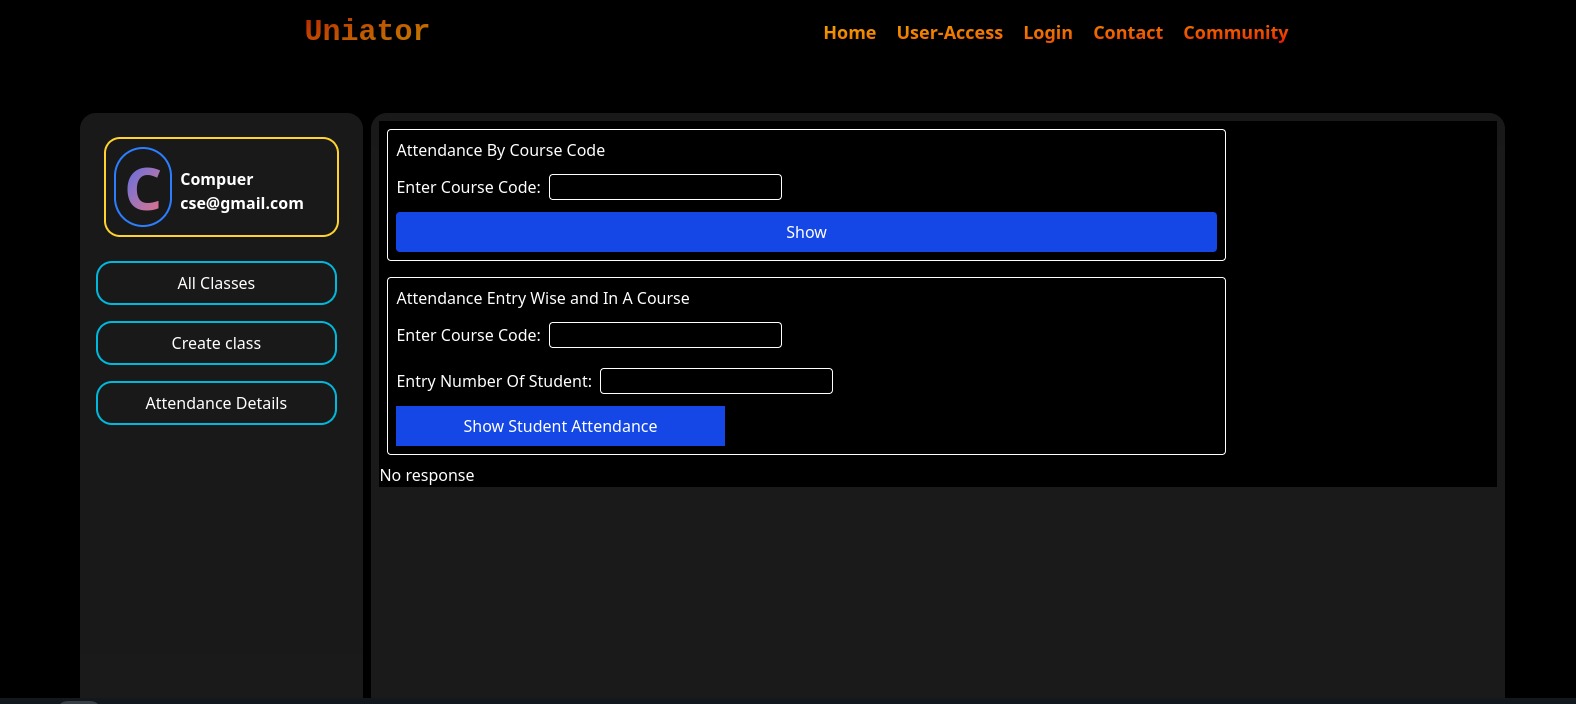 Uniator
Home User-Access Login Contact Community
C
Compuer
cse@gmail.com
All Classes
Create class
Attendance Details
Attendance By Course Code
Enter Course Code:
Show
Attendance Entry Wise and In A Course
Enter Course Code:
Entry Number Of Student:
Show Student Attendance
No response